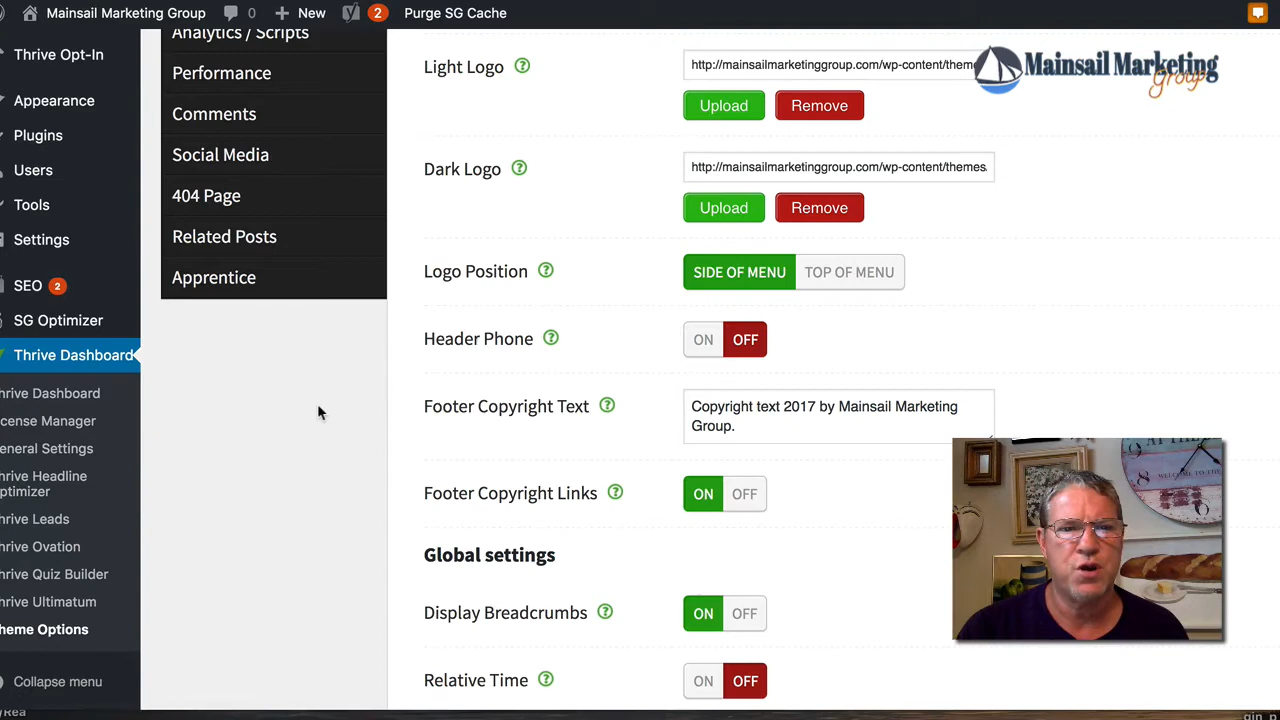 Mainsail Marketing Group 0 New 2 Purge SG Cache
Thrive Opt-In
Appearance
Plugins
Users
Tools
Settings
SEO 2
SG Optimizer
Thrive Dashboard
hrive Dashboard
icense Manager
eneral Settings
hrive Headline
ptimizer
hrive Leads
hrive Ovation
hrive Quiz Builder
hrive Ultimatum
heme Options
Collapse menu
Analytics / Scripts
Performance
Comments
Social Media
404 Page
Related Posts
Apprentice
Light Logo ? http://mainsailmarketinggroup.com/wp-content/theme
Upload Remove
Mainsail Marketing
Group
Dark Logo ? http://mainsailmarketinggroup.com/wp-content/themes
Upload Remove
Logo Position ? SIDE OF MENU TOP OF MENU
Header Phone ? ON OFF
Footer Copyright Text ? Copyright text 2017 by Mainsail Marketing
Group.
Footer Copyright Links ? ON OFF
Global settings
Display Breadcrumbs ? ON OFF
Relative Time ? ON OFF
WELCOME TO THE
8